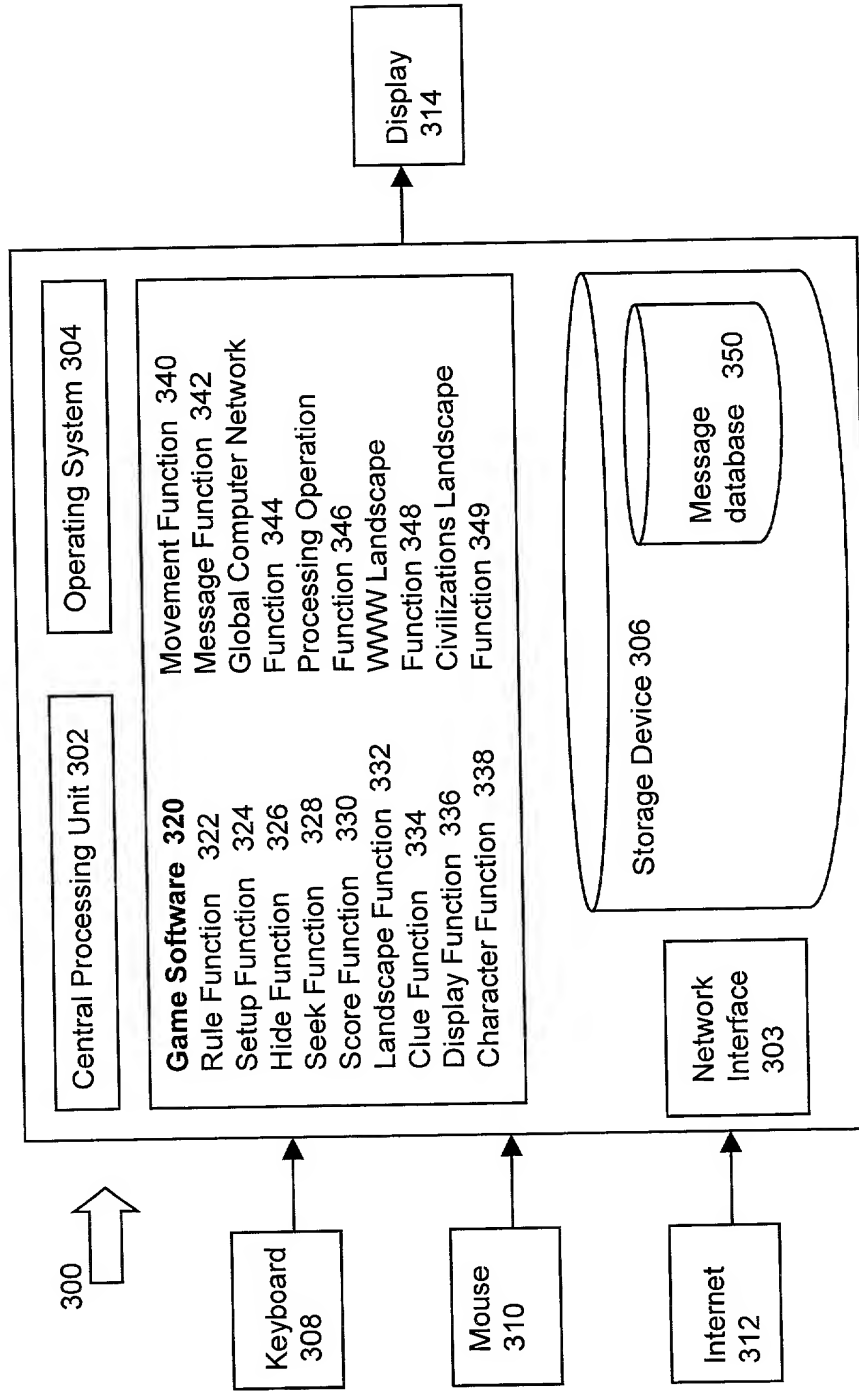 300
Keyboard
308
Mouse
310
Internet
312
Central Processing Unit 302
Operating System 304
Game Software 320
Rule Function 322
Setup Function 324
Hide Function 326
Seek Function 328
Score Function 330
Landscape Function 332
Clue Function 334
Display Function 336
Character Function 338
Movement Function 340
Message Function 342
Global Computer Network
Function 344
Processing Operation
Function 346
WWW Landscape
Function 348
Civilizations Landscape
Function 349
Network
Interface
303
Storage Device 306
Message
database 350
Display
314